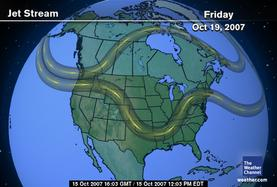 Jet Stream
Friday
Oct 19, 2007
The
Weather
Channel
weather.com
15 Oct 2007 16:03 GMT / 15 Oct 2007 12:03 PM EDT